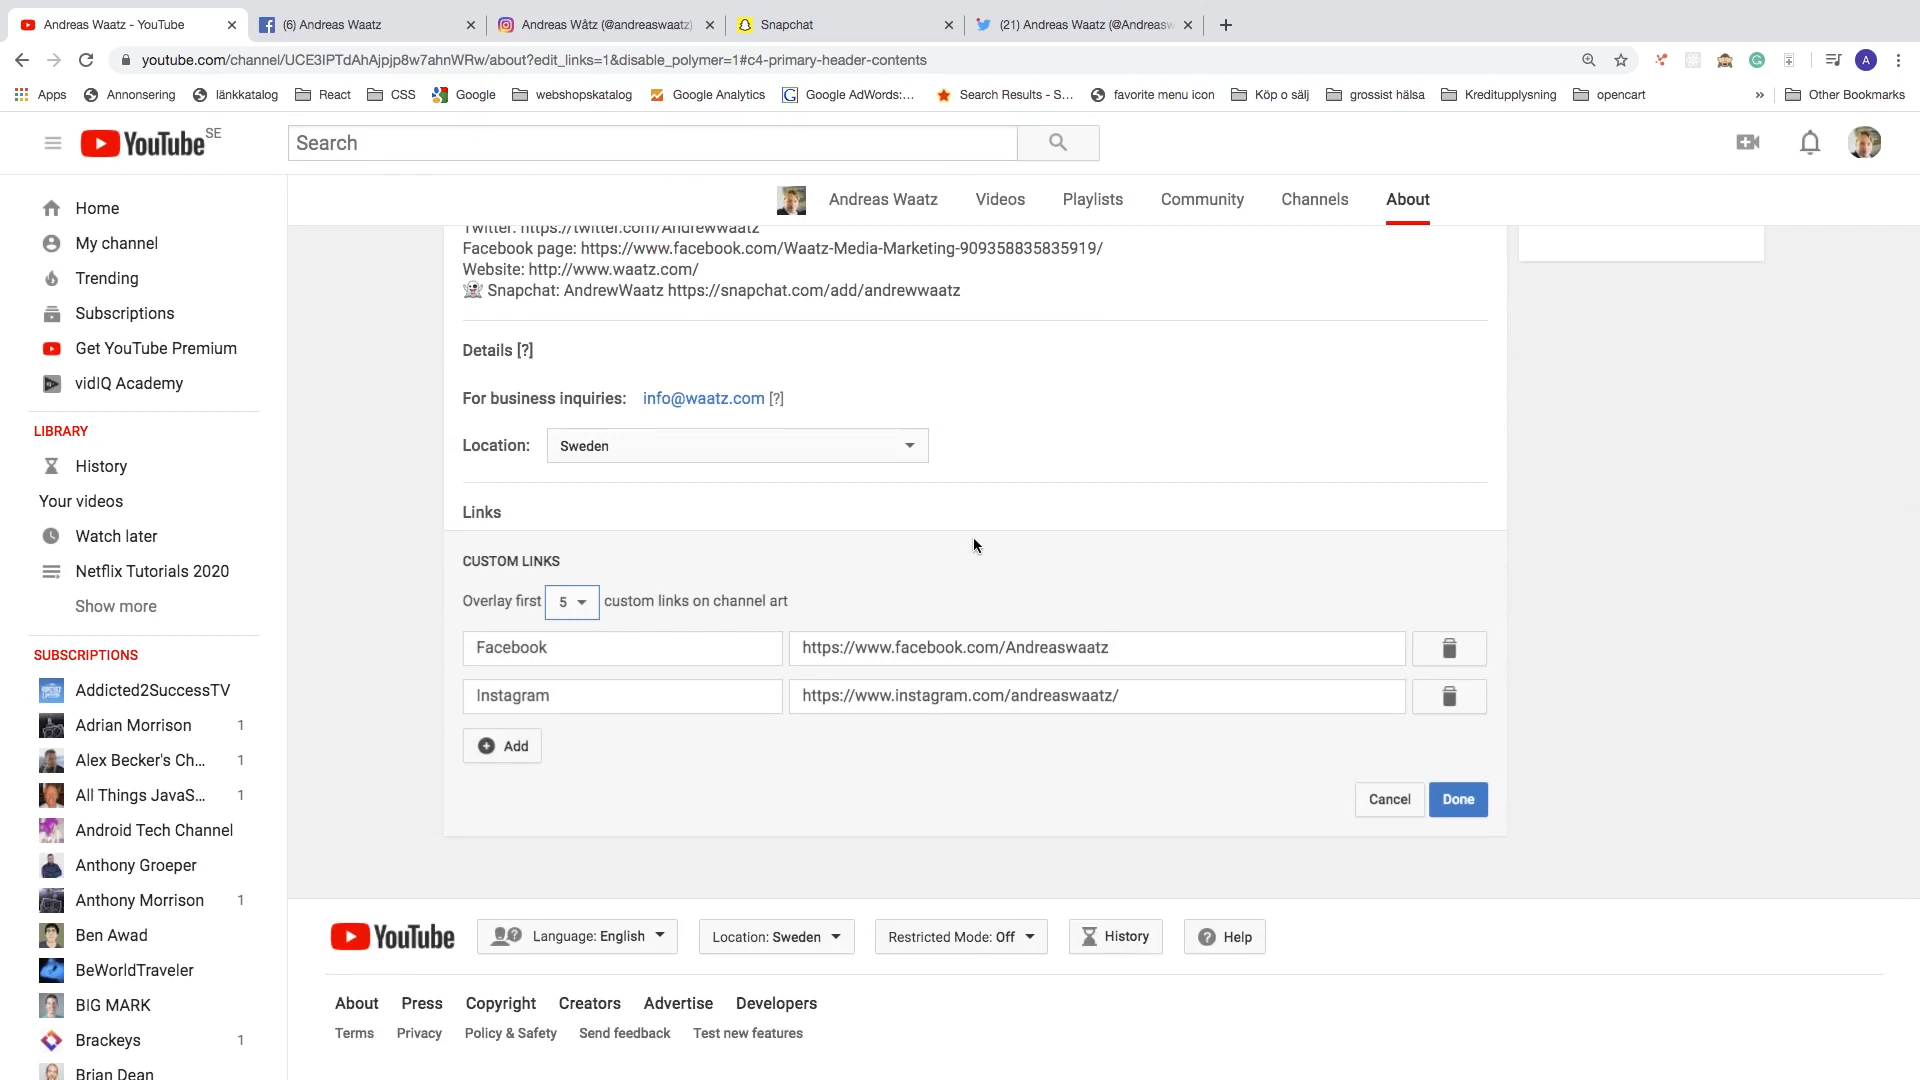 Andreas Waatz - YouTube
(6) Andreas Waatz
Andreas Wåtz (@andreaswaatz)
Snapchat
(21) Andreas Waatz (@Andreasw
youtube.com/channel/UCE3IPTdAhAjpjp8w7ahnWRw/about?edit_links=1&disable_polymer=1#c4-primary-header-contents
A
Apps
Annonsering
länkkatalog
React
CSS
Google
webshopskatalog
Google Analytics
Google AdWords:...
Search Results - S...
favorite menu icon
Köp o sälj
grossist hälsa
Kreditupplysning
opencart
»
Other Bookmarks
YouTube SE
Search
Andreas Waatz
Videos
Playlists
Community
Channels
About
Home
My channel
Trending
Subscriptions
Get YouTube Premium
vidIQ Academy
LIBRARY
History
Your videos
Watch later
Netflix Tutorials 2020
Show more
SUBSCRIPTIONS
Addicted2SuccessTV
Adrian Morrison 1
Alex Becker's Ch... 1
All Things JavaS... 1
Android Tech Channel
Anthony Groeper
Anthony Morrison 1
Ben Awad
BeWorldTraveler
BIG MARK
Brackeys 1
Brian Dean
Twitter: https://twitter.com/Andrewwaatz
Facebook page: https://www.facebook.com/Waatz-Media-Marketing-909358835835919/
Website: http://www.waatz.com/
👻 Snapchat: AndrewWaatz https://snapchat.com/add/andrewwaatz
Details [?]
For business inquiries: info@waatz.com [?]
Location: Sweden
Links
CUSTOM LINKS
Overlay first 5 custom links on channel art
Facebook https://www.facebook.com/Andreaswaatz
Instagram https://www.instagram.com/andreaswaatz/
Add
Cancel Done
YouTube
Language: English
Location: Sweden
Restricted Mode: Off
History
Help
About Press Copyright Creators Advertise Developers
Terms Privacy Policy & Safety Send feedback Test new features